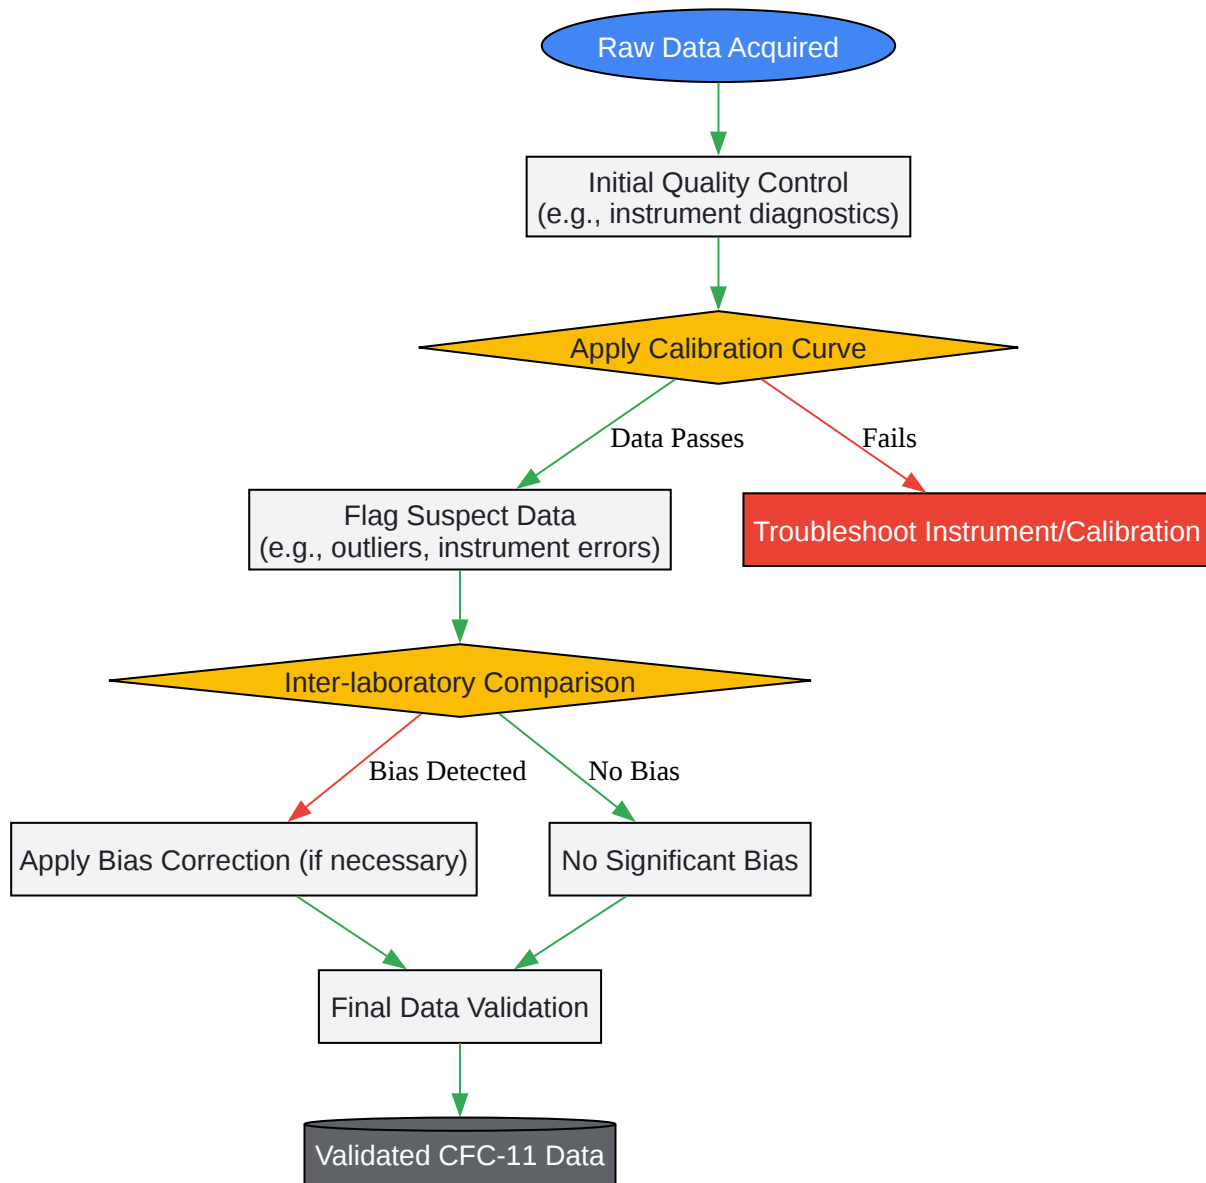 Raw Data Acquired
Initial Quality Control
(e.g., instrument diagnostics)
Apply Calibration Curve
Data Passes
Fails
Flag Suspect Data
(e.g., outliers, instrument errors)
Troubleshoot Instrument/Calibration
Inter-laboratory Comparison
Bias Detected
No Bias
Apply Bias Correction (if necessary)
No Significant Bias
Final Data Validation
Validated CFC-11 Data